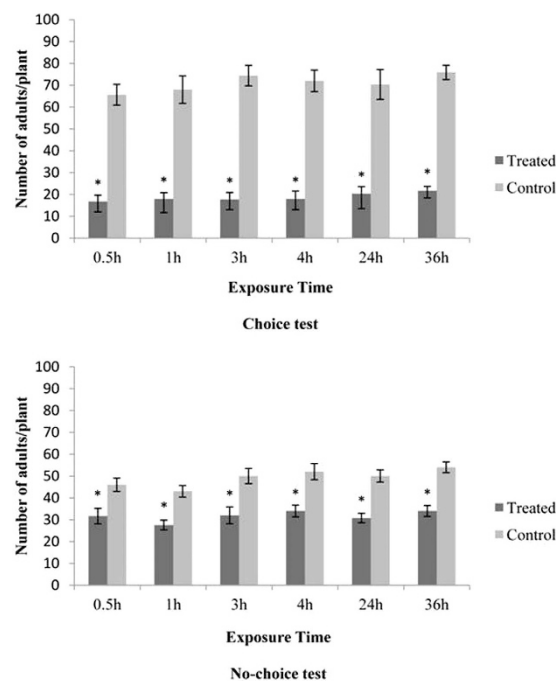 Number of adults/plant
100
90
80
70
60
50
40
30
20
10
0
* * * * * *
0.5h 1h 3h 4h 24h 36h
Exposure Time
Treated
Control
Choice test
Number of adults/plant
100
90
80
70
60
50
40
30
20
10
0
* * * * * *
0.5h 1h 3h 4h 24h 36h
Exposure Time
Treated
Control
No-choice test